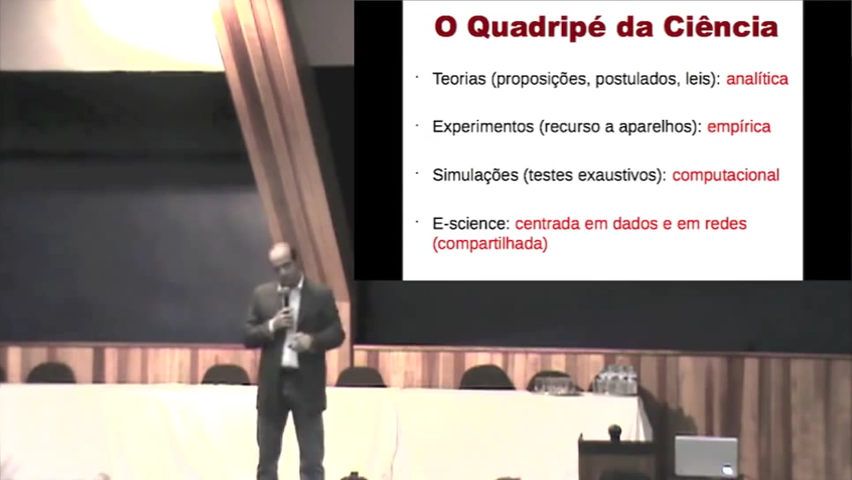 O Quadripé da Ciência
· Teorias (proposições, postulados, leis): analítica
· Experimentos (recurso a aparelhos): empírica
· Simulações (testes exaustivos): computacional
· E-science: centrada em dados e em redes
(compartilhada)